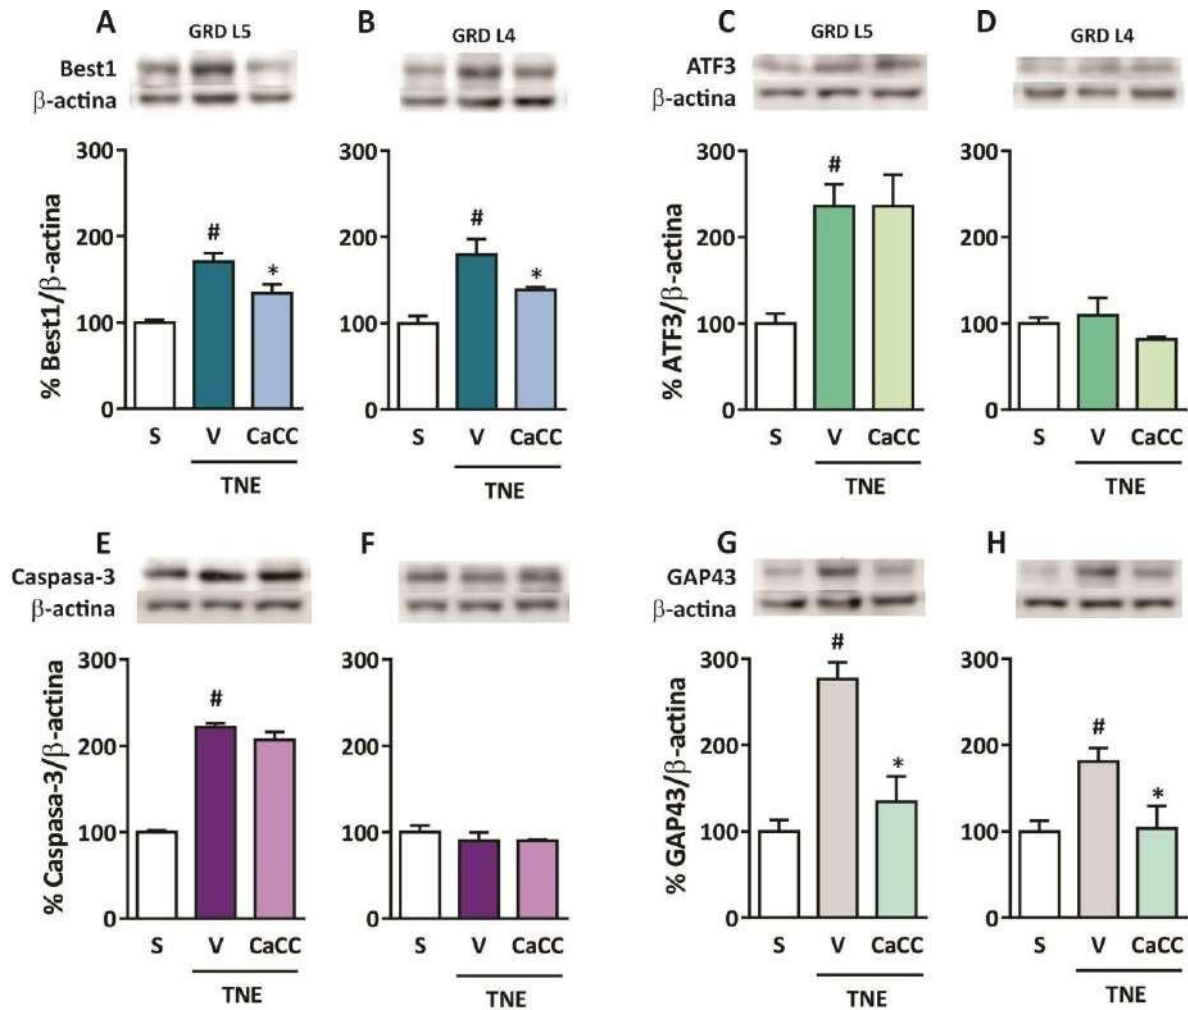 A
GRD L5
Best1
β-actina
% Best1/β-actina
300
200
100
0
#
*
S V CaCC
TNE
B
GRD L4
300
200
100
0
#
*
S V CaCC
TNE
C
GRD L5
ATF3
β-actina
% ATF3/β-actina
300
200
100
0
#
S V CaCC
TNE
D
GRD L4
300
200
100
0
S V CaCC
TNE
E
Caspasa-3
β-actina
% Caspasa-3/β-actina
300
200
100
0
#
S V CaCC
TNE
F
300
200
100
0
S V CaCC
TNE
G
GAP43
β-actina
% GAP43/β-actina
300
200
100
0
#
*
S V CaCC
TNE
H
300
200
100
0
#
*
S V CaCC
TNE